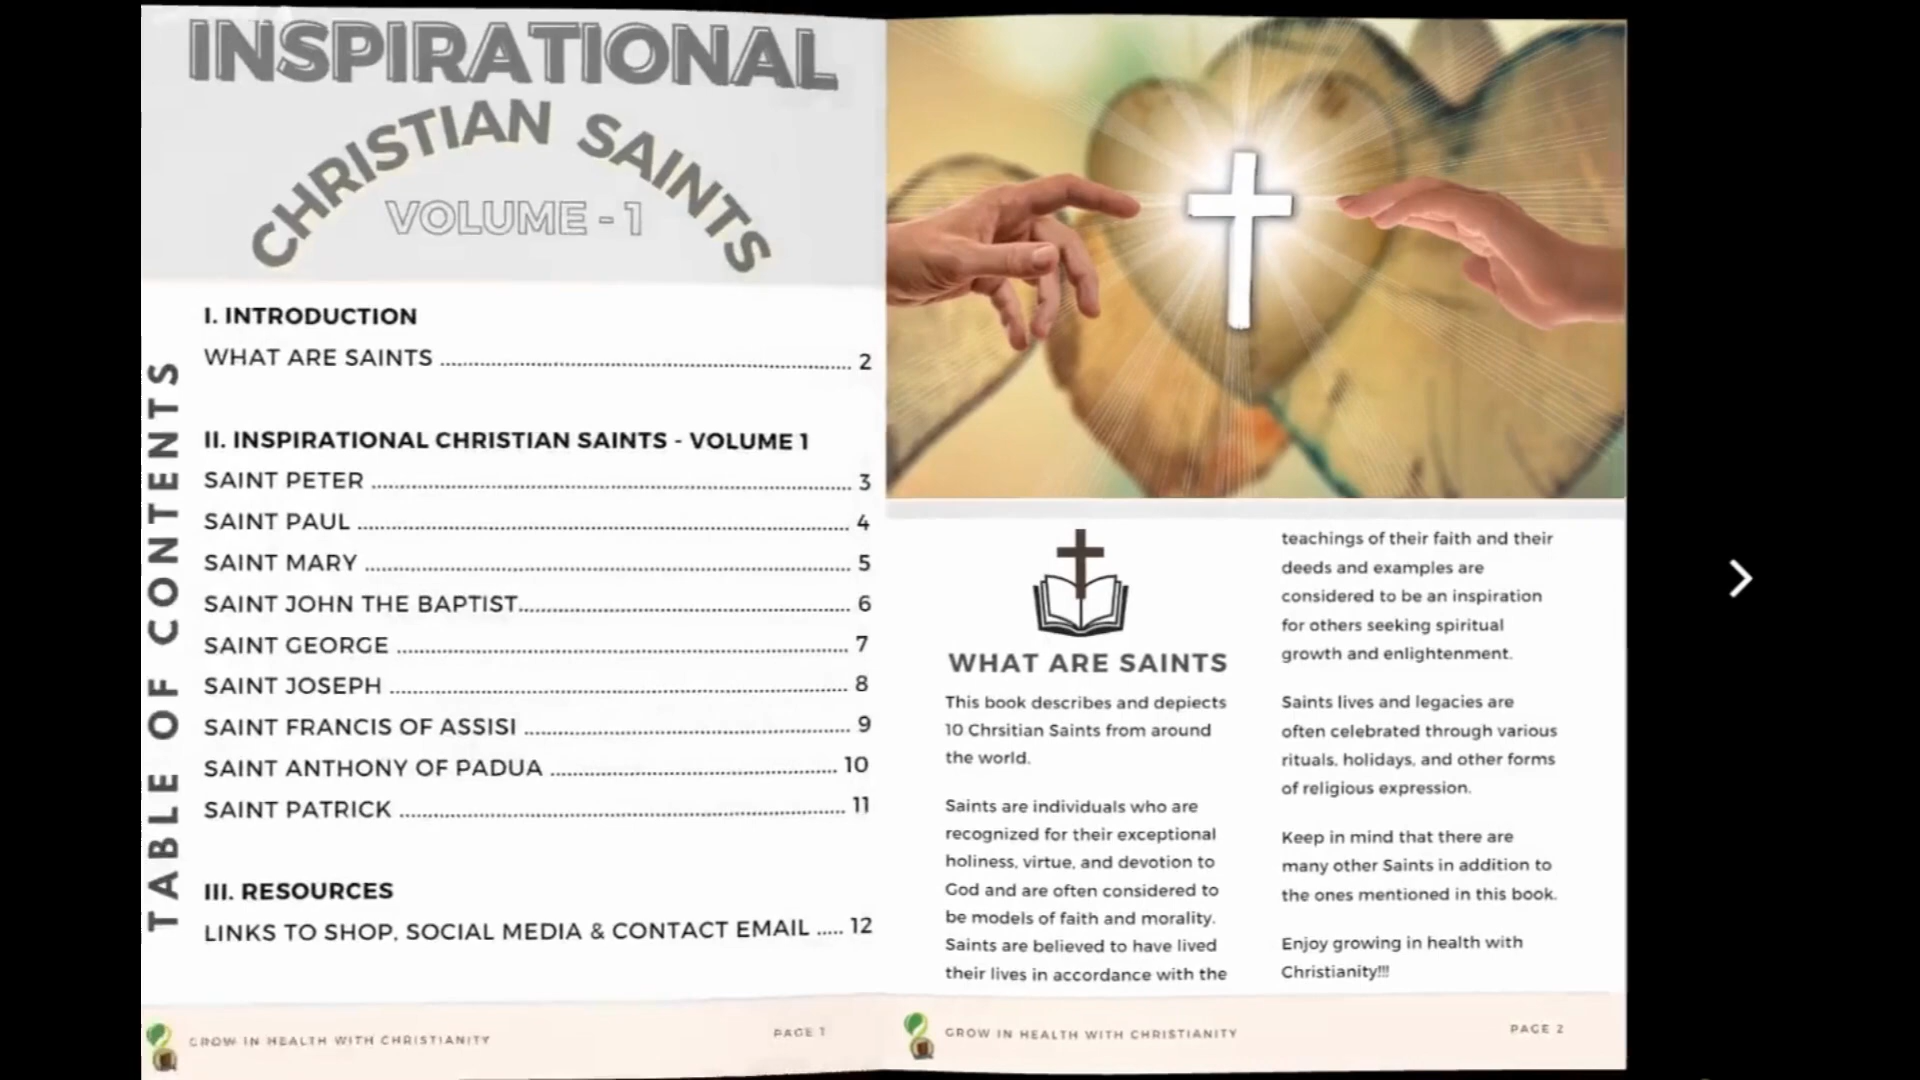 INSPIRATIONAL
CHRISTIAN SAINTS
VOLUME - 1
TABLE OF CONTENTS
I. INTRODUCTION
WHAT ARE SAINTS ........ 2
II. INSPIRATIONAL CHRISTIAN SAINTS - VOLUME 1
SAINT PETER ........ 3
SAINT PAUL ........ 4
SAINT MARY ........ 5
SAINT JOHN THE BAPTIST........ 6
SAINT GEORGE ........ 7
SAINT JOSEPH ........ 8
SAINT FRANCIS OF ASSISI ........ 9
SAINT ANTHONY OF PADUA ........ 10
SAINT PATRICK ........ 11
III. RESOURCES
LINKS TO SHOP, SOCIAL MEDIA & CONTACT EMAIL ..... 12
GROW IN HEALTH WITH CHRISTIANITY
PAGE 1
WHAT ARE SAINTS
This book describes and depiects
10 Chrsitian Saints from around
the world.
Saints are individuals who are
recognized for their exceptional
holiness, virtue, and devotion to
God and are often considered to
be models of faith and morality.
Saints are believed to have lived
their lives in accordance with the
teachings of their faith and their
deeds and examples are
considered to be an inspiration
for others seeking spiritual
growth and enlightenment.
Saints lives and legacies are
often celebrated through various
rituals, holidays, and other forms
of religious expression.
Keep in mind that there are
many other Saints in addition to
the ones mentioned in this book.
Enjoy growing in health with
Christianity!!!
GROW IN HEALTH WITH CHRISTIANITY
PAGE 2